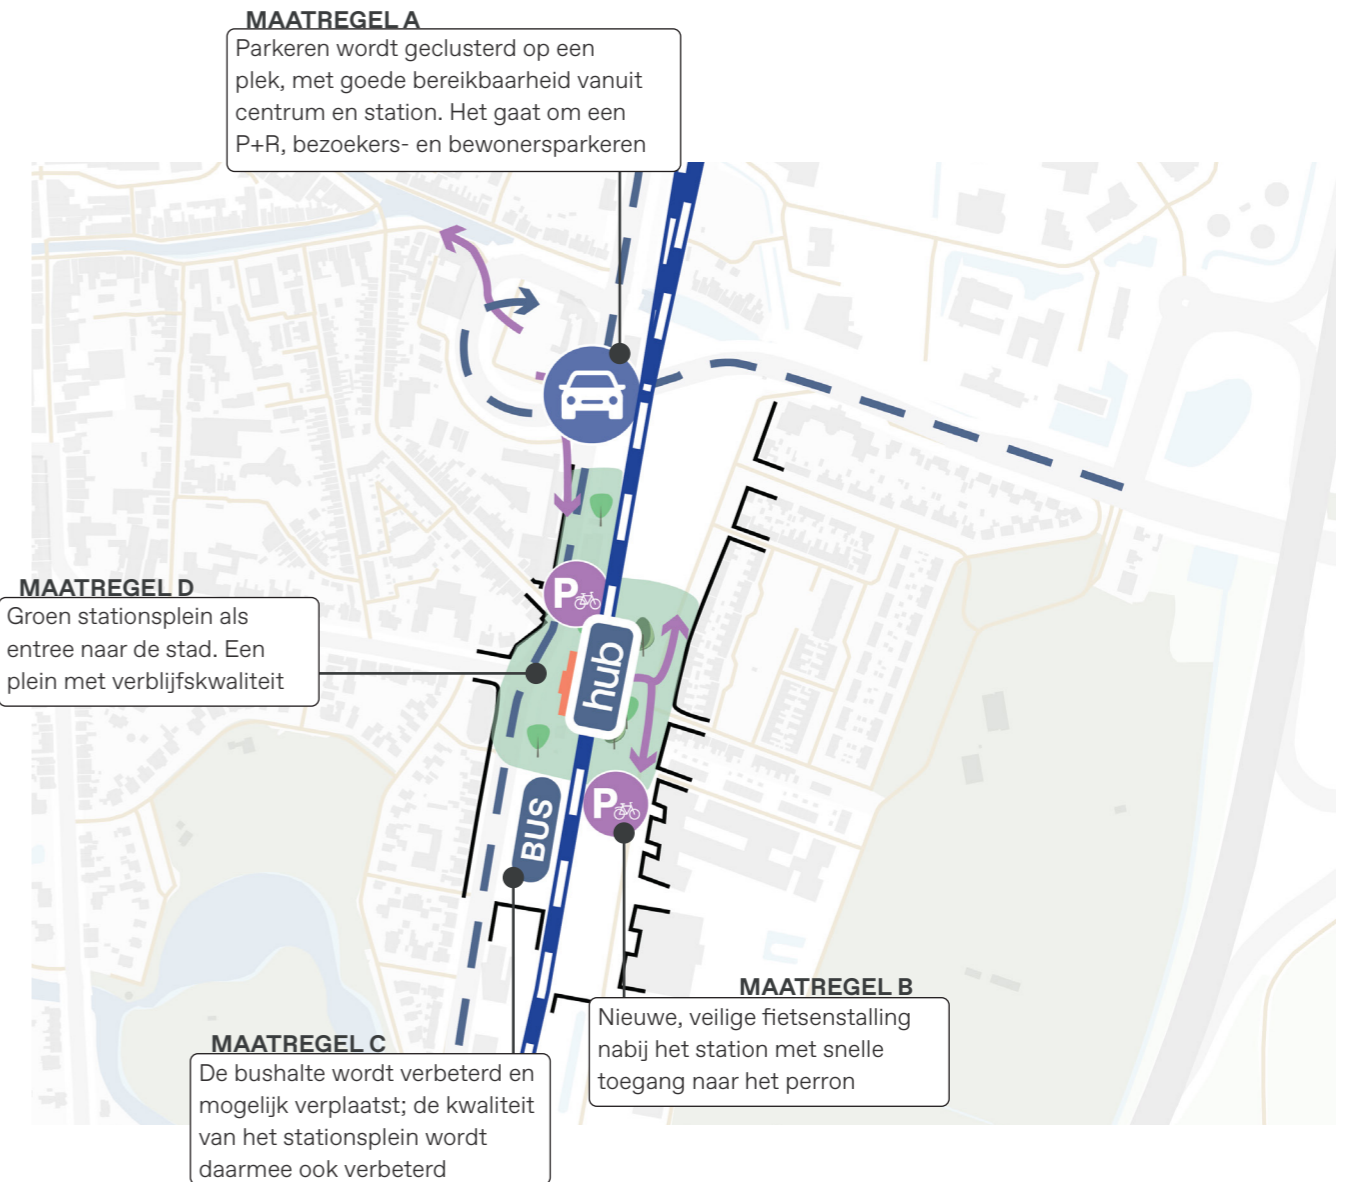 MAATREGEL A
Parkeren wordt geclusterd op een
plek, met goede bereikbaarheid vanuit
centrum en station. Het gaat om een
P+R, bezoekers- en bewonersparkeren
MAATREGEL D
Groen stationsplein als
entree naar de stad. Een
plein met verblijfskwaliteit
P
hub
P
BUS
MAATREGEL B
Nieuwe, veilige fietsenstalling
nabij het station met snelle
toegang naar het perron
MAATREGEL C
De bushalte wordt verbeterd en
mogelijk verplaatst; de kwaliteit
van het stationsplein wordt
daarmee ook verbeterd